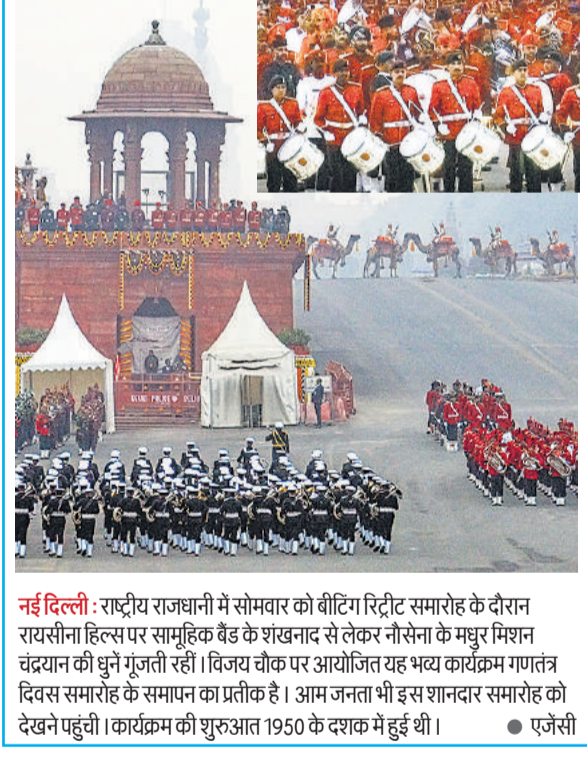 DELHI POLICE
नई दिल्ली : राष्ट्रीय राजधानी में सोमवार को बीटिंग रिट्रीट समारोह के दौरान
रायसीना हिल्स पर सामूहिक बैंड के शंखनाद से लेकर नौसेना के मधुर मिशन
चंद्रयान की धुनें गूंजती रहीं । विजय चौक पर आयोजित यह भव्य कार्यक्रम गणतंत्र
दिवस समारोह के समापन का प्रतीक है । आम जनता भी इस शानदार समारोह को
देखने पहुंची । कार्यक्रम की शुरुआत 1950 के दशक में हुई थी । ● एजेंसी